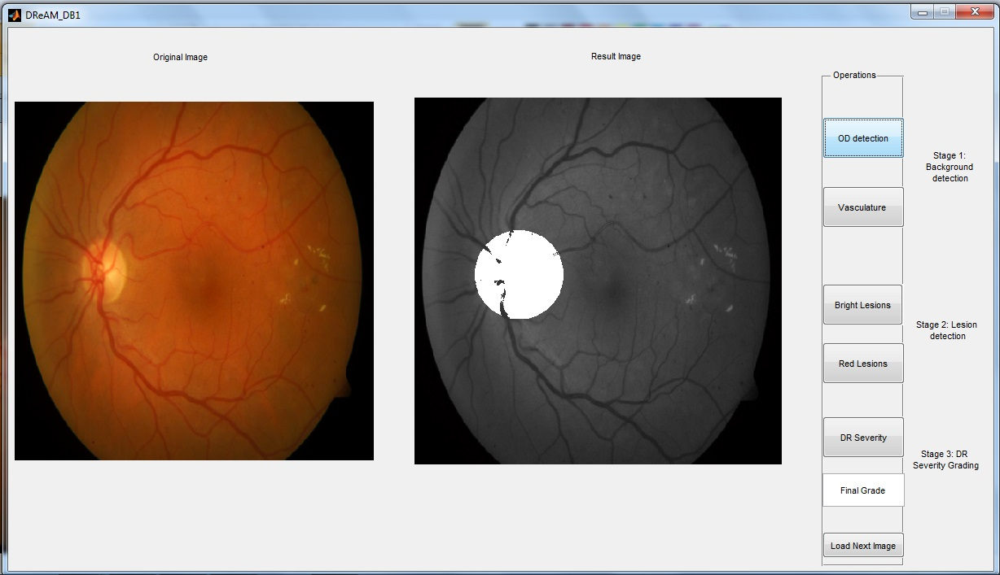 DReAM_DB1
Original Image
Result Image
Operations
OD detection
Stage 1:
Background
detection
Vasculature
Bright Lesions
Stage 2: Lesion
detection
Red Lesions
DR Severity
Stage 3: DR
Severity Grading
Final Grade
Load Next Image